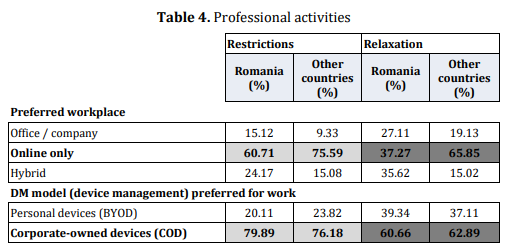 Table 4. Professional activities
Restrictions Relaxation
Romania (%) Other countries (%) Romania (%) Other countries (%)
Preferred workplace
Office / company 15.12 9.33 27.11 19.13
Online only 60.71 75.59 37.27 65.85
Hybrid 24.17 15.08 35.62 15.02
DM model (device management) preferred for work
Personal devices (BYOD) 20.11 23.82 39.34 37.11
Corporate-owned devices (COD) 79.89 76.18 60.66 62.89